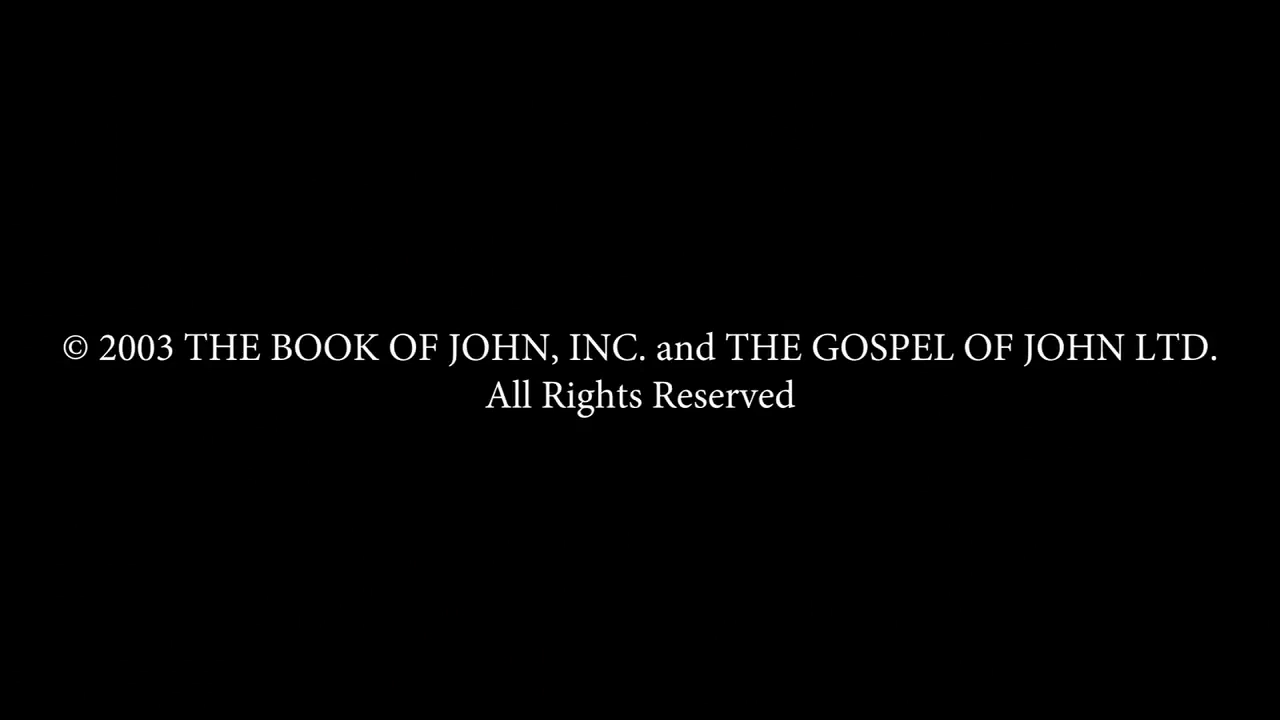 © 2003 THE BOOK OF JOHN, INC. and THE GOSPEL OF JOHN LTD.
All Rights Reserved